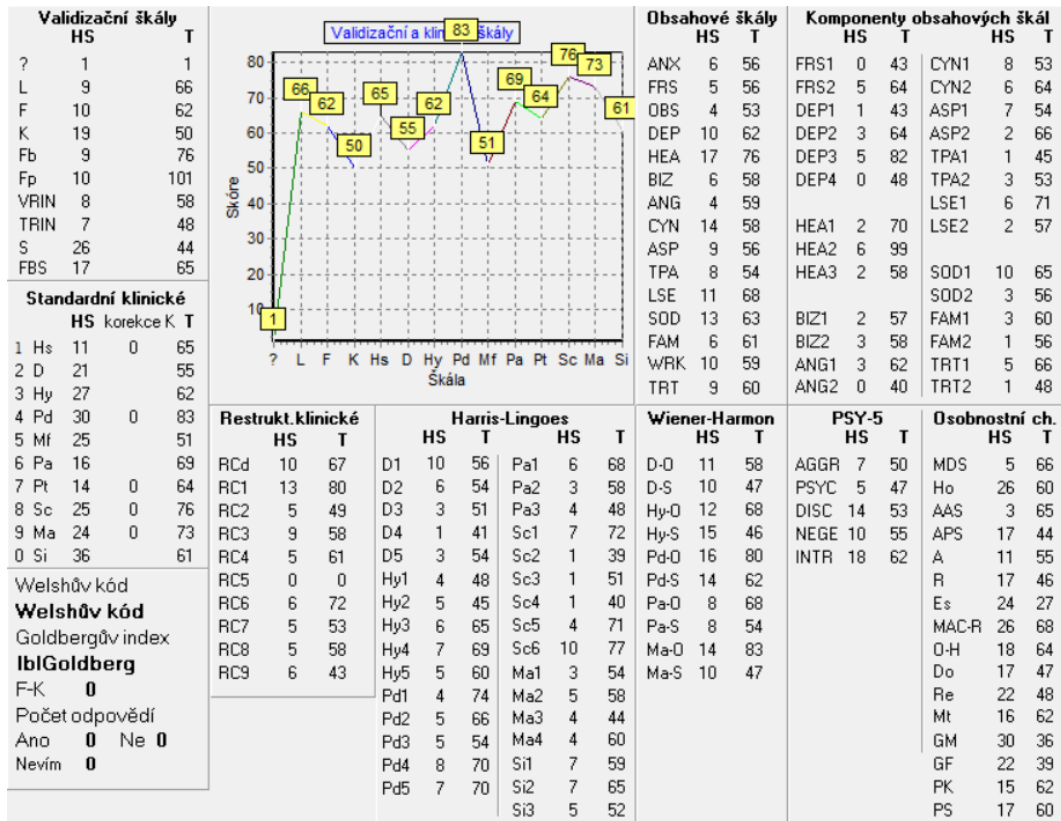 Validizační škály
HS T
? 1 1
L 9 66
F 10 62
K 19 50
Fb 9 76
Fp 10 101
VRIN 8 58
TRIN 7 48
S 26 44
FBS 17 65
Standardní klinické
HS korekce K T
1 Hs 11 0 65
2 D 21 55
3 Hy 27 62
4 Pd 30 0 83
5 Mf 25 51
6 Pa 16 69
7 Pt 14 0 64
8 Sc 25 0 76
9 Ma 24 0 73
0 Si 36 61
Welshův kód
Welshův kód
Goldbergův index
lblGoldberg
F-K 0
Počet odpovědí
Ano 0 Ne 0
Nevím 0
Validizační a klin škály
Skóre
80
70
60
50
40
30
20
10
1 66 62 50 65 55 62 83 51 69 64 76 73 61
? L F K Hs D Hy Pd Mf Pa Pt Sc Ma Si
Škála
Obsahové škály
HS T
ANX 6 56
FRS 5 56
OBS 4 53
DEP 10 62
HEA 17 76
BIZ 6 58
ANG 4 59
CYN 14 58
ASP 9 56
TPA 8 54
LSE 11 68
SOD 13 63
FAM 6 61
WRK 10 59
TRT 9 60
Komponenty obsahových škál
HS T HS T
FRS1 0 43 CYN1 8 53
FRS2 5 64 CYN2 6 64
DEP1 1 43 ASP1 7 54
DEP2 3 64 ASP2 2 66
DEP3 5 82 TPA1 1 45
DEP4 0 48 TPA2 3 53
LSE1 6 71
HEA1 2 70 LSE2 2 57
HEA2 6 99
HEA3 2 58 SOD1 10 65
SOD2 3 56
BIZ1 2 57 FAM1 3 60
BIZ2 3 58 FAM2 1 56
ANG1 3 62 TRT1 5 66
ANG2 0 40 TRT2 1 48
Restrukt.klinické
HS T
RCd 10 67
RC1 13 80
RC2 5 49
RC3 9 58
RC4 5 61
RC5 0 0
RC6 6 72
RC7 5 53
RC8 5 58
RC9 6 43
Harris-Lingoes
HS T HS T
D1 10 56 Pa1 6 68
D2 6 54 Pa2 3 58
D3 3 51 Pa3 4 48
D4 1 41 Sc1 7 72
D5 3 54 Sc2 1 39
Hy1 4 48 Sc3 1 51
Hy2 5 45 Sc4 1 40
Hy3 6 65 Sc5 4 71
Hy4 7 69 Sc6 10 77
Hy5 5 60 Ma1 3 54
Pd1 4 74 Ma2 5 58
Pd2 5 66 Ma3 4 44
Pd3 5 54 Ma4 4 60
Pd4 8 70 Si1 7 59
Pd5 7 70 Si2 7 65
Si3 5 52
Wiener-Harmon
HS T
D-O 11 58
D-S 10 47
Hy-O 12 68
Hy-S 15 46
Pd-O 16 80
Pd-S 14 62
Pa-O 8 68
Pa-S 8 54
Ma-O 14 83
Ma-S 10 47
PSY-5
HS T
AGGR 7 50
PSYC 5 47
DISC 14 53
NEGE 10 55
INTR 18 62
Osobnostní ch.
HS T
MDS 5 66
Ho 26 60
AAS 3 65
APS 17 44
A 11 55
R 17 46
Es 24 27
MAC-R 26 68
O-H 18 64
Do 17 47
Re 22 48
Mt 16 62
GM 30 36
GF 22 39
PK 15 62
PS 17 60